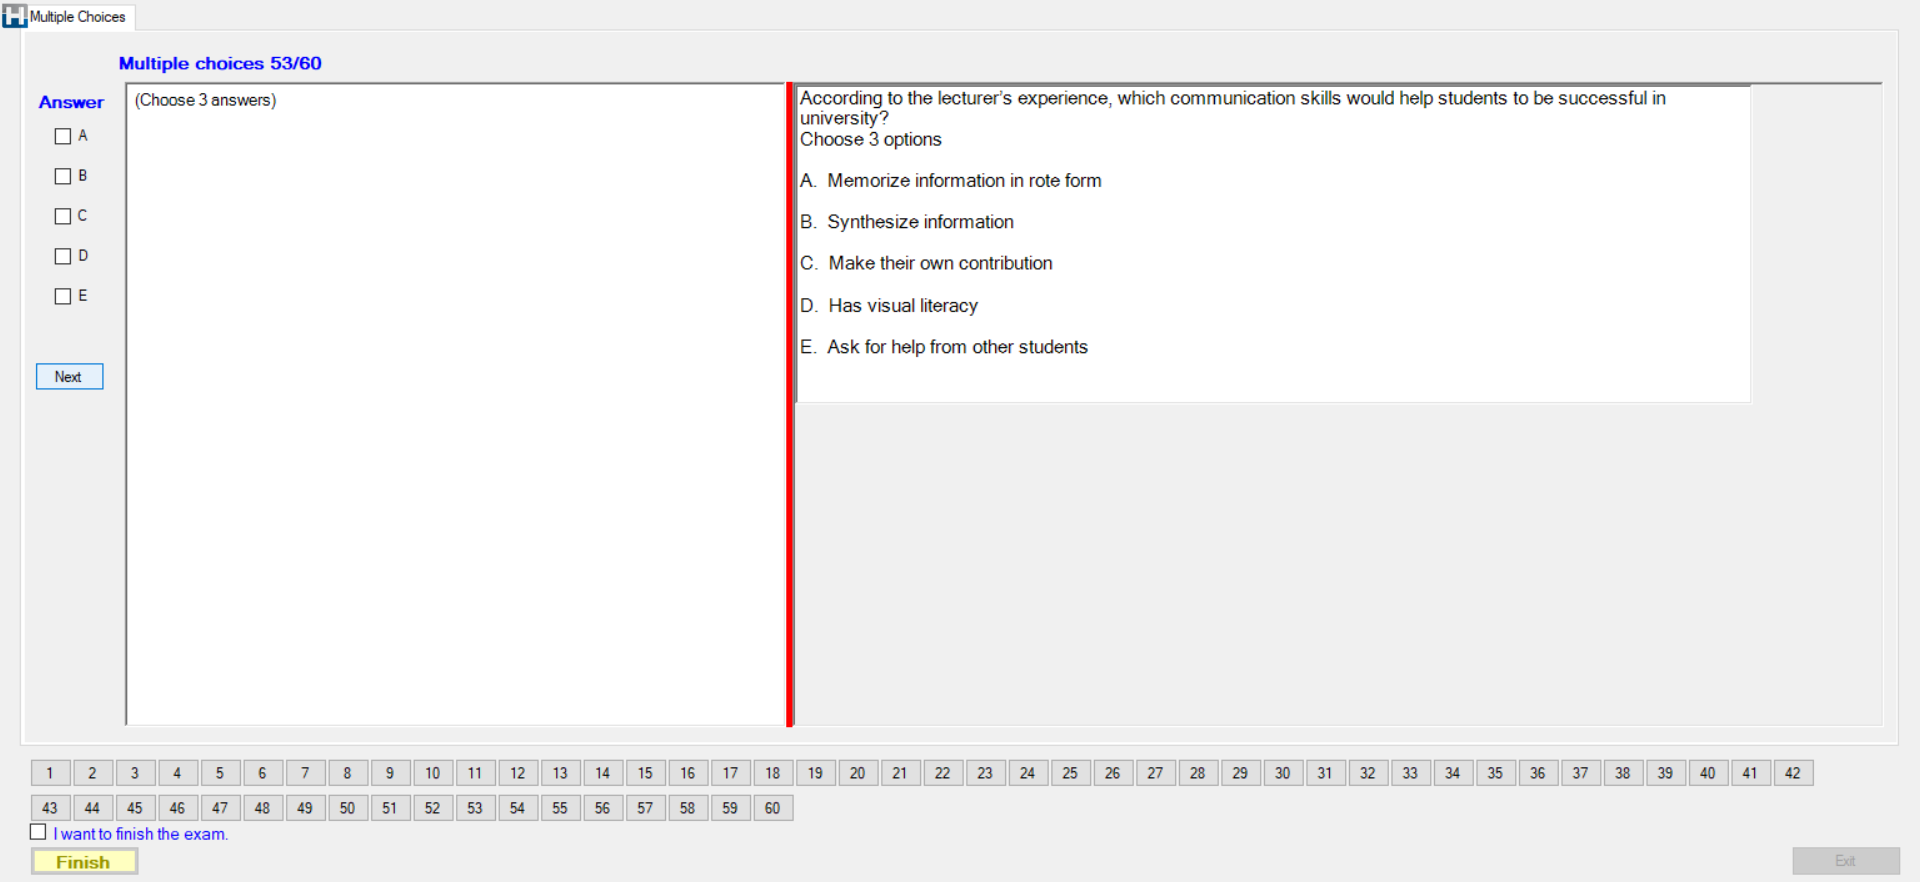 Multiple Choices
Multiple choices 53/60
Answer
A
B
C
D
E
Next
(Choose 3 answers)
According to the lecturer's experience, which communication skills would help students to be successful in
university?
Choose 3 options
A. Memorize information in rote form
B. Synthesize information
C. Make their own contribution
D. Has visual literacy
E. Ask for help from other students
1 2 3 4 5 6 7 8 9 10 11 12 13 14 15 16 17 18 19 20 21 22 23 24 25 26 27 28 29 30 31 32 33 34 35 36 37 38 39 40 41 42
43 44 45 46 47 48 49 50 51 52 53 54 55 56 57 58 59 60
I want to finish the exam.
Finish
Exit